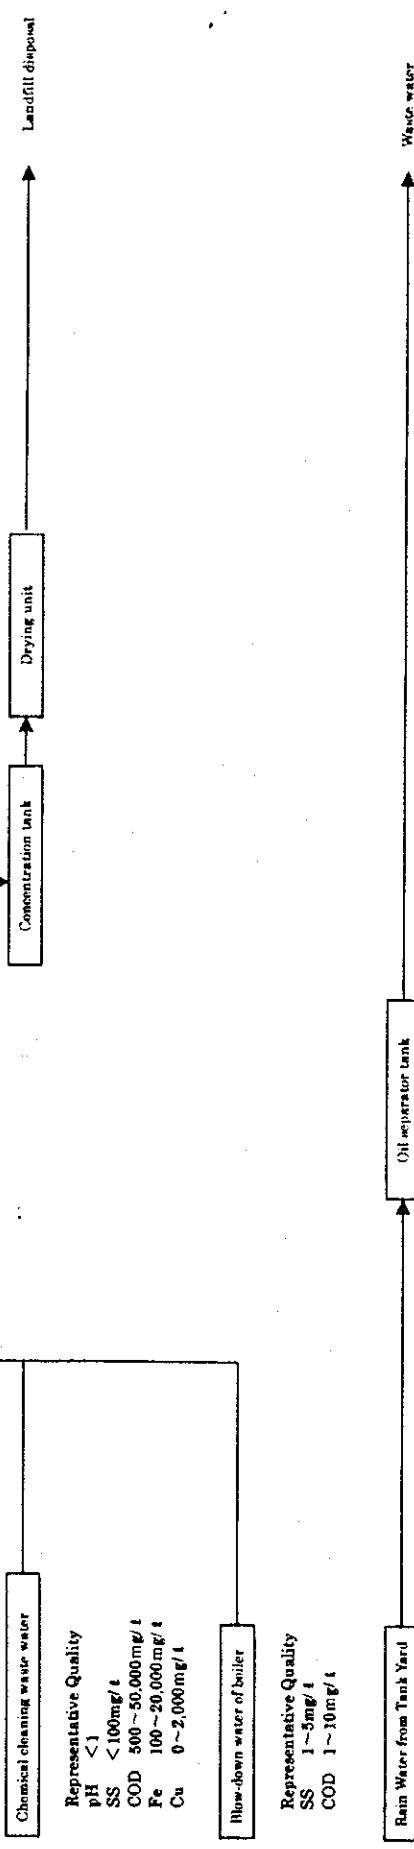 Chemical cleaning waste water
Representative Quality
pH <1
SS <100mg/ℓ
COD 500~50,000mg/ℓ
Fe 100~20,000mg/ℓ
Cu 0~2,000mg/ℓ
Concentration tank
Drying unit
Landfill disposal
Blow-down water of boiler
Representative Quality
SS 1~5mg/ℓ
COD 1~10mg/ℓ
Rain Water from Tank Yard
Oil separator tank
Waste water